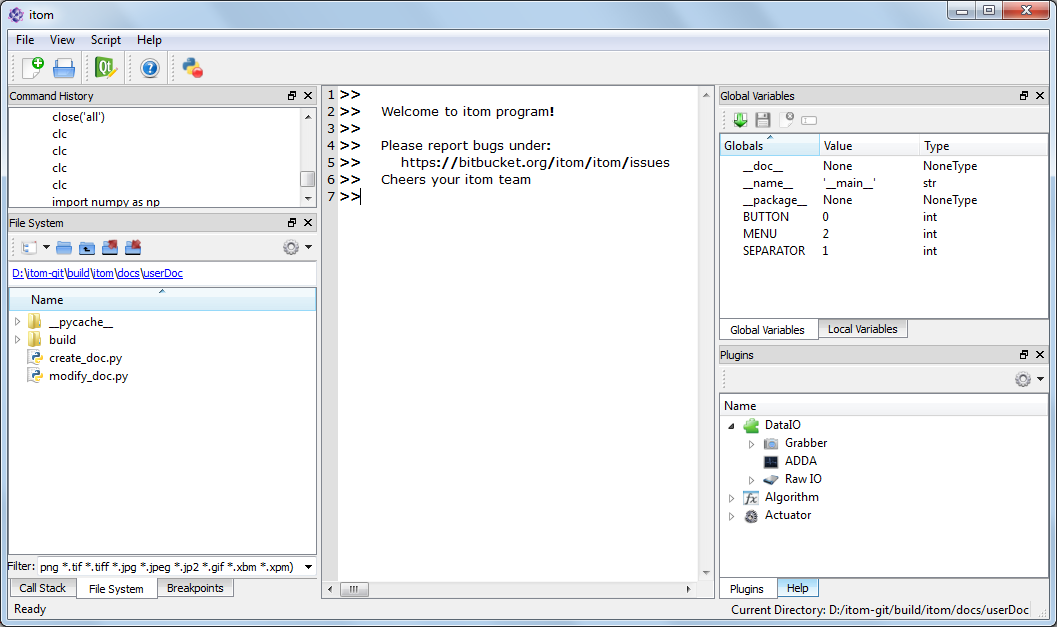 itom
File View Script Help
Command History
close('all')
clc
clc
clc
clc
import numpy as np
File System
D:\itom-git\build\itom\docs\userDoc
Name
__pycache__
build
create_doc.py
modify_doc.py
Filter: png *.tif *.tiff *.jpg *.jpeg *.jp2 *.gif *.xbm *.xpm)
Call Stack File System Breakpoints
Ready
1 >>
2 >> Welcome to itom program!
3 >>
4 >> Please report bugs under:
5 >> https://bitbucket.org/itom/itom/issues
6 >> Cheers your itom team
7 >>
Global Variables
Globals Value Type
__doc__ None NoneType
__name__ '__main__' str
__package__ None NoneType
BUTTON 0 int
MENU 2 int
SEPARATOR 1 int
Global Variables Local Variables
Plugins
Name
DataIO
Grabber
ADDA
Raw IO
Algorithm
Actuator
Plugins Help
Current Directory: D:/itom-git/build/itom/docs/userDoc